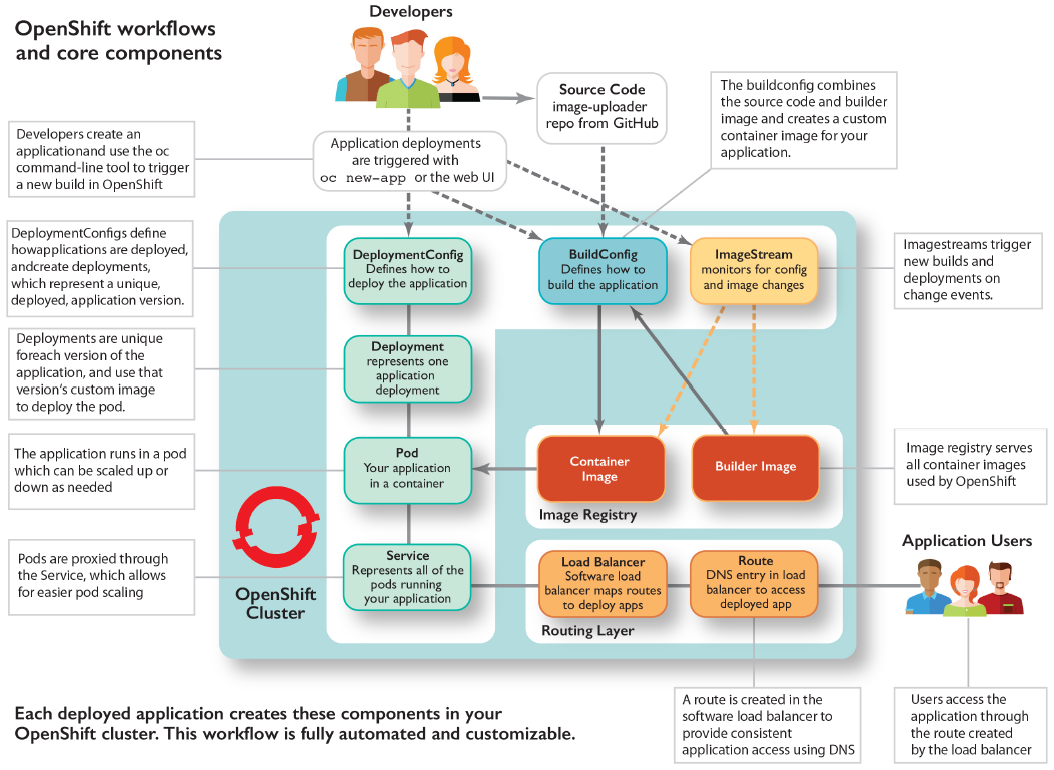 Developers
OpenShift workflows
and core components
Source Code
image-uploader
repo from GitHub
The buildconfig combines
the source code and builder
image and creates a custom
container image for your
application.
Developers create an
applicationand use the oc
command-line tool to trigger
a new build in OpenShift
Application deployments
are triggered with
oc new-app or the web UI
DeploymentConfigs define
howapplications are deployed,
andcreate deployments,
which represent a unique,
deployed, application version.
DeploymentConfig
Defines how to
deploy the application
BuildConfig
Defines how to
build the application
ImageStream
monitors for config
and image changes
Imagestreams trigger
new builds and
deployments on
change events.
Deployments are unique
foreach version of the
application, and use that
version's custom image
to deploy the pod.
Deployment
represents one
application
deployment
The application runs in a pod
which can be scaled up or
down as needed
Pod
Your application
in a container
Container
Image
Builder Image
Image Registry
Image registry serves
all container images
used by OpenShift
Pods are proxied through
the Service, which allows
for easier pod scaling
OpenShift
Cluster
Service
Represents all of the
pods running
your application
Load Balancer
Software load
balancer maps routes
to deploy apps
Route
DNS entry in load
balancer to access
deployed app
Routing Layer
Application Users
Each deployed application creates these components in your
OpenShift cluster. This workflow is fully automated and customizable.
A route is created in the
software load balancer to
provide consistent
application access using DNS
Users access the
application through
the route created
by the load balancer